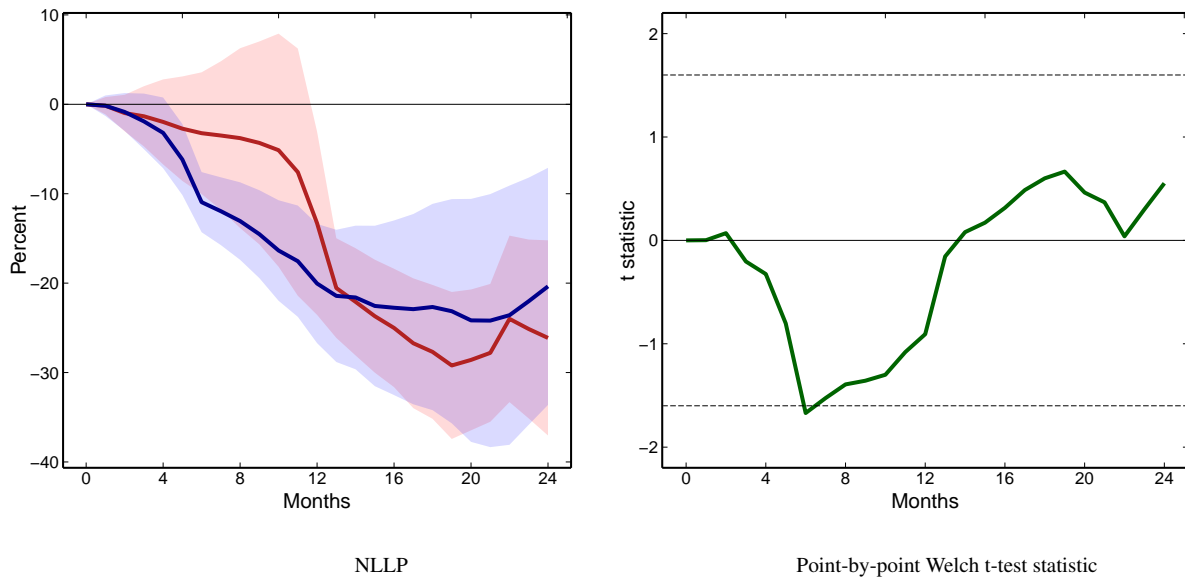 10
0
−10
−20
−30
−40
Percent
0 4 8 12 16 20 24
Months
NLLP
2
1
0
−1
−2
t statistic
0 4 8 12 16 20 24
Months
Point-by-point Welch t-test statistic